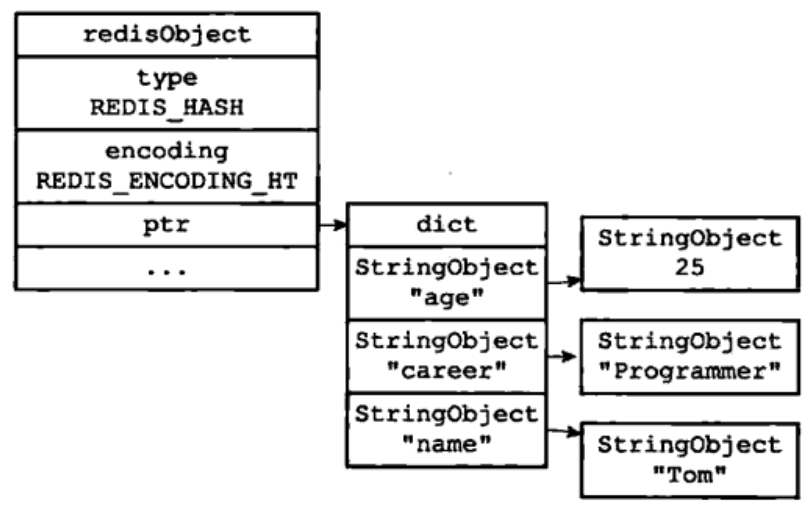 redisObject
type
REDIS_HASH
encoding
REDIS_ENCODING_HT
ptr
...
dict
StringObject
"age"
StringObject
"career"
StringObject
"name"
StringObject
25
StringObject
"Programmer"
StringObject
"Tom"